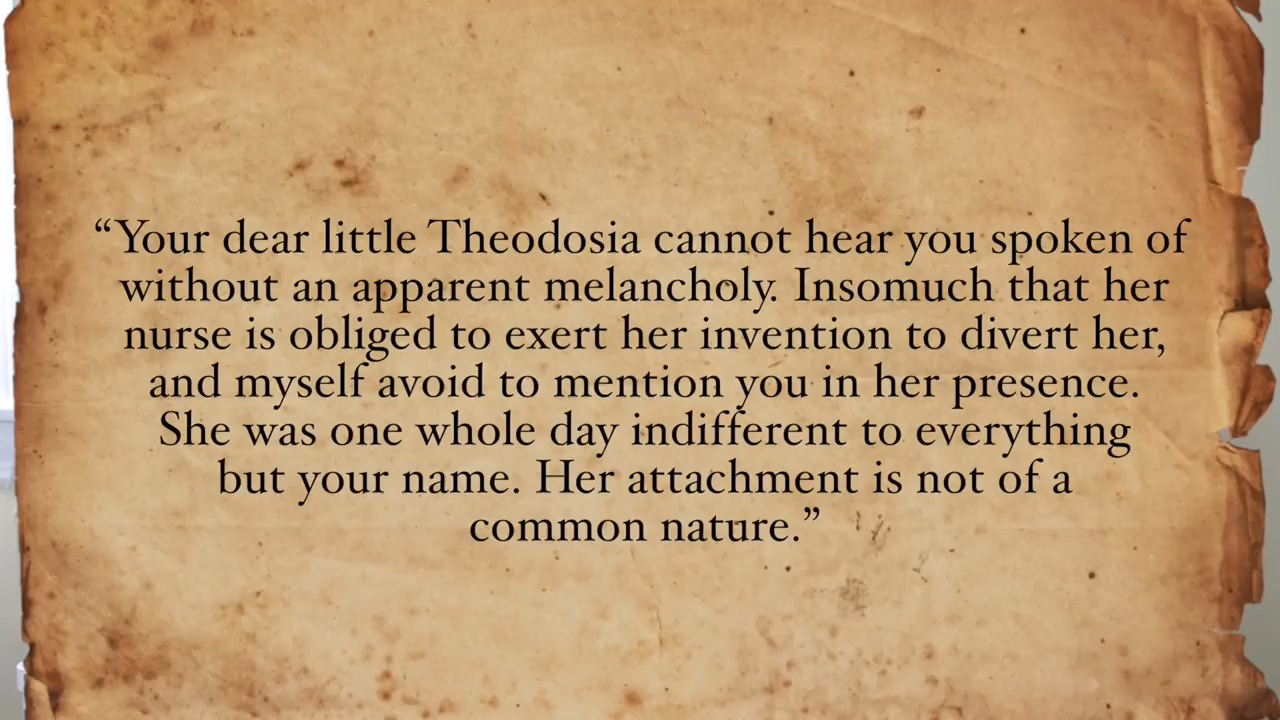 “Your dear little Theodosia cannot hear you spoken of
without an apparent melancholy. Insomuch that her
nurse is obliged to exert her invention to divert her,
and myself avoid to mention you in her presence.
She was one whole day indifferent to everything
but your name. Her attachment is not of a
common nature.”